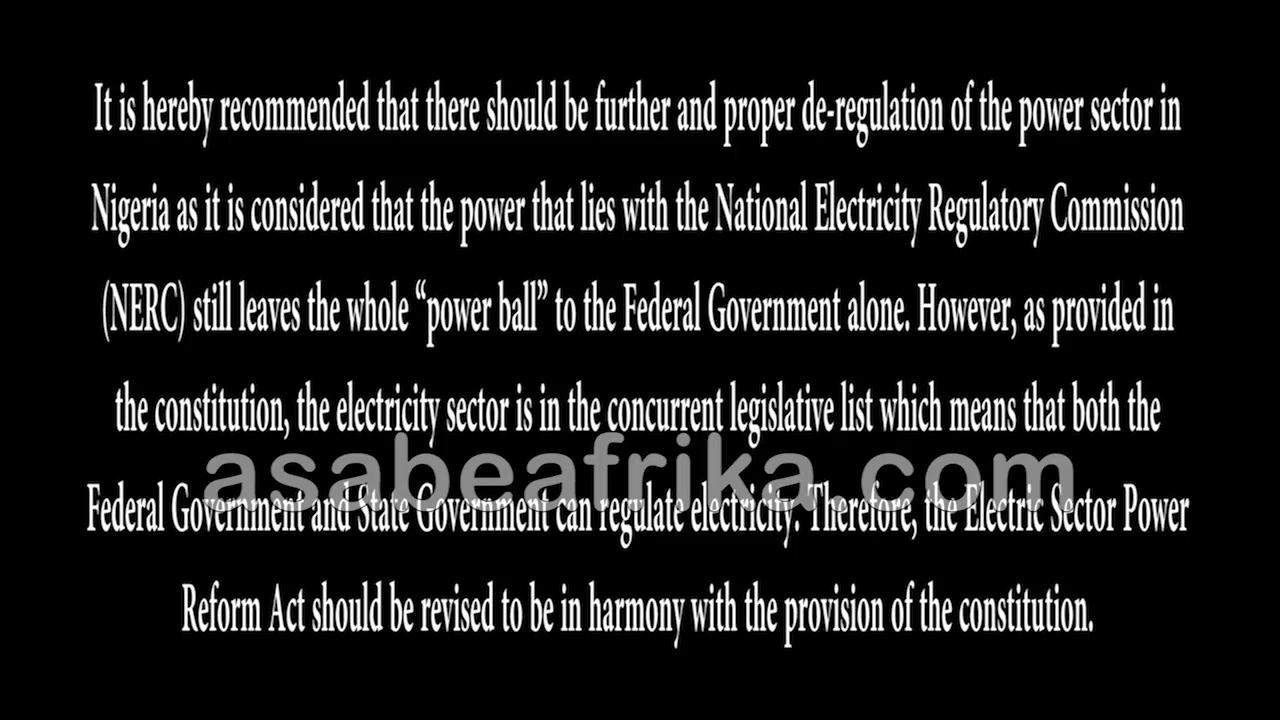 It is hereby recommended that there should be further and proper de-regulation of the power sector in
Nigeria as it is considered that the power that lies with the National Electricity Regulatory Commission
(NERC) still leaves the whole “power ball” to the Federal Government alone. However, as provided in
the constitution, the electricity sector is in the concurrent legislative list which means that both the
asabeafrika.com
Federal Government and State Government can regulate electricity. Therefore, the Electric Sector Power
Reform Act should be revised to be in harmony with the provision of the constitution.